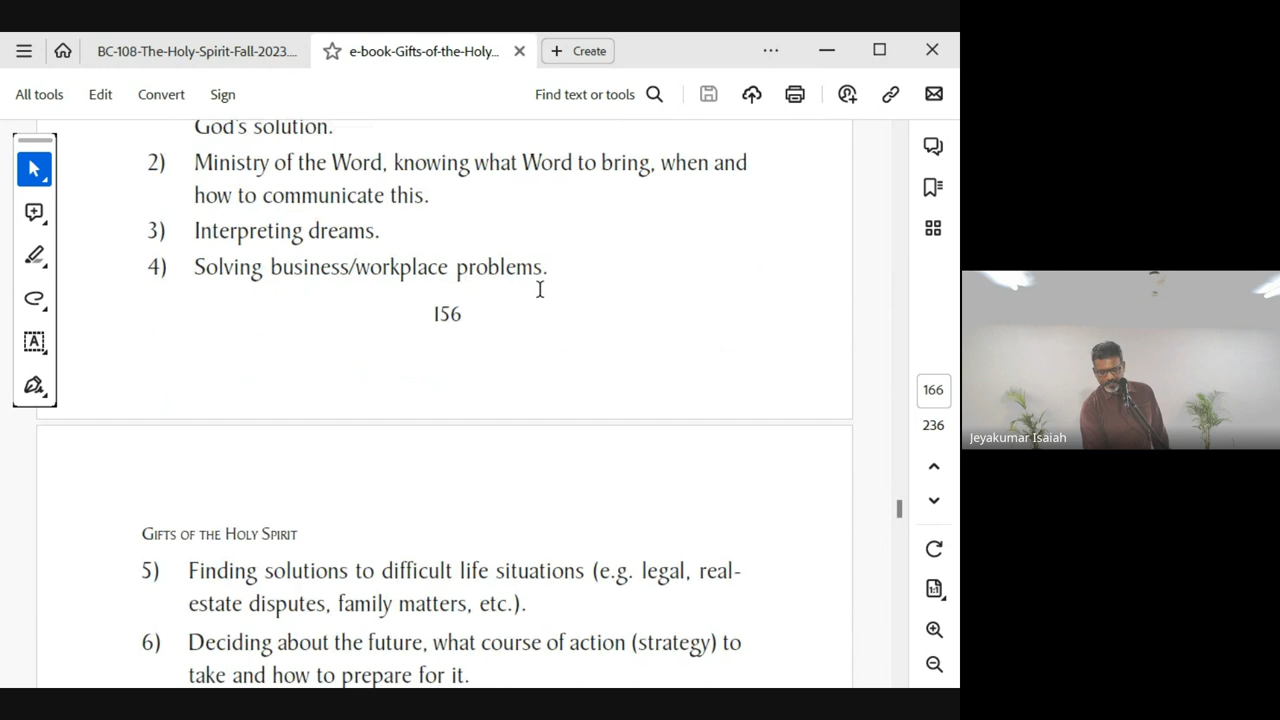 BC-108-The-Holy-Spirit-Fall-2023....
e-book-Gifts-of-the-Holy...
Create
All tools
Edit
Convert
Sign
Find text or tools
God's solution.
2) Ministry of the Word, knowing what Word to bring, when and
how to communicate this.
3) Interpreting dreams.
4) Solving business/workplace problems.
156
GIFTS OF THE HOLY SPIRIT
5) Finding solutions to difficult life situations (e.g. legal, real-
estate disputes, family matters, etc.).
6) Deciding about the future, what course of action (strategy) to
take and how to prepare for it.
166
236
1:1
Jeyakumar Isaiah